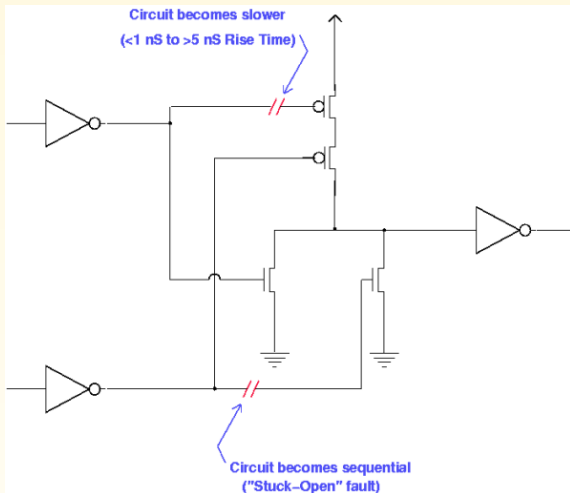 Circuit becomes slower
(<1 nS to >5 nS Rise Time)
Circuit becomes sequential
("Stuck–Open" fault)